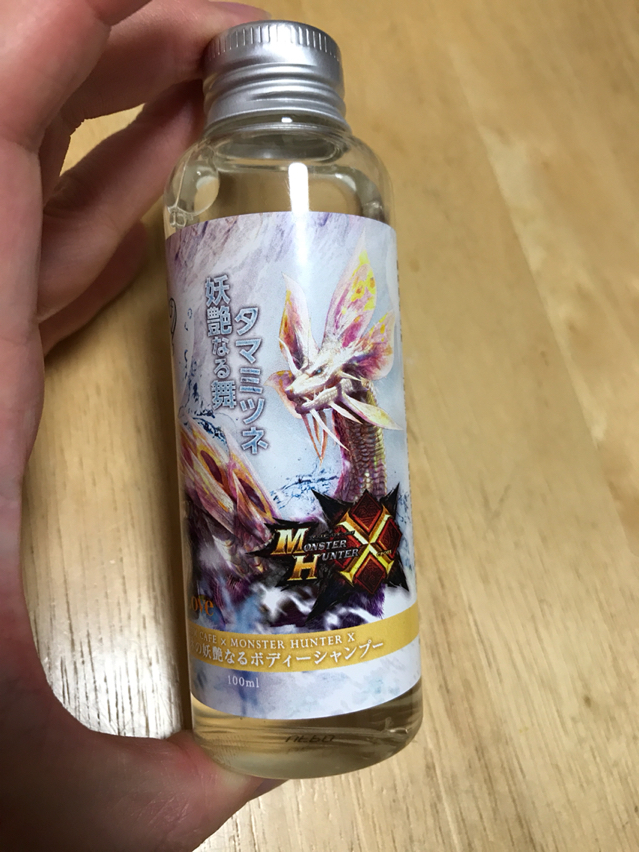 タマミツネ
妖艶なる舞
MONSTER
HUNTER X
CAFE × MONSTER HUNTER X
の妖艶なるボディーシャンプー
100ml